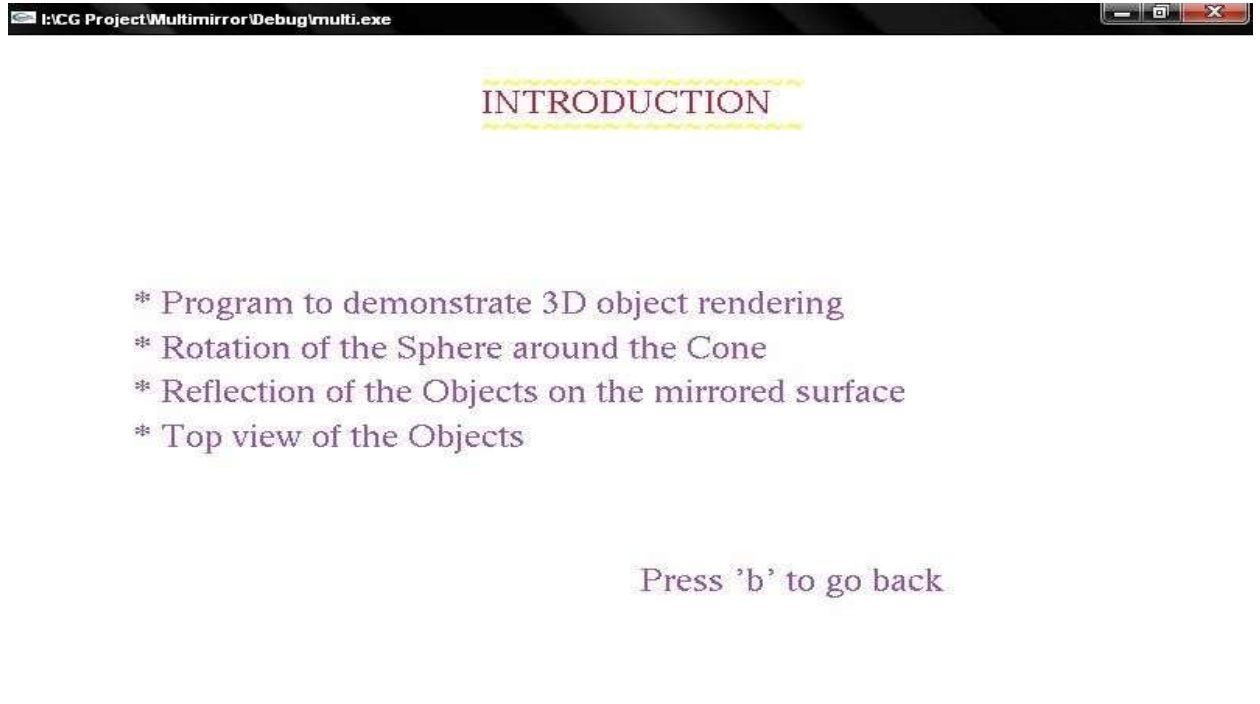 I:\CG Project\Multimirror\Debug\multi.exe
~~~~~~~~~~~~~~~
INTRODUCTION
~~~~~~~~~~~~~~~
* Program to demonstrate 3D object rendering
* Rotation of the Sphere around the Cone
* Reflection of the Objects on the mirrored surface
* Top view of the Objects
Press 'b' to go back